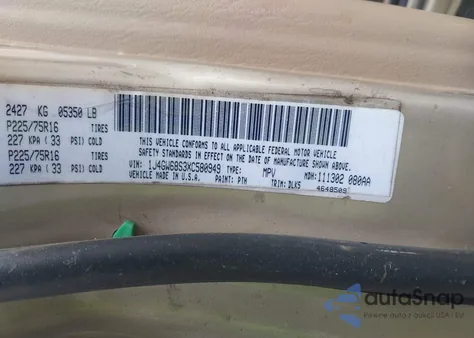 2427 KG 05350 LB
P225/75R16 TIRES
227 KPA ( 33 PSI) COLD
P225/75R16 TIRES
227 KPA ( 33 PSI) COLD
THIS VEHICLE CONFORMS TO ALL APPLICABLE FEDERAL MOTOR VEHICLE
SAFETY STANDARDS IN EFFECT ON THE DATE OF MANUFACTURE SHOWN ABOVE.
VIN: 1J4GW68S3XC580949 TYPE: MPV MDH: 111302 080AA
VEHICLE MADE IN U.S.A. PAINT: PTH TRIM: DLK5 4648509
autoSnap